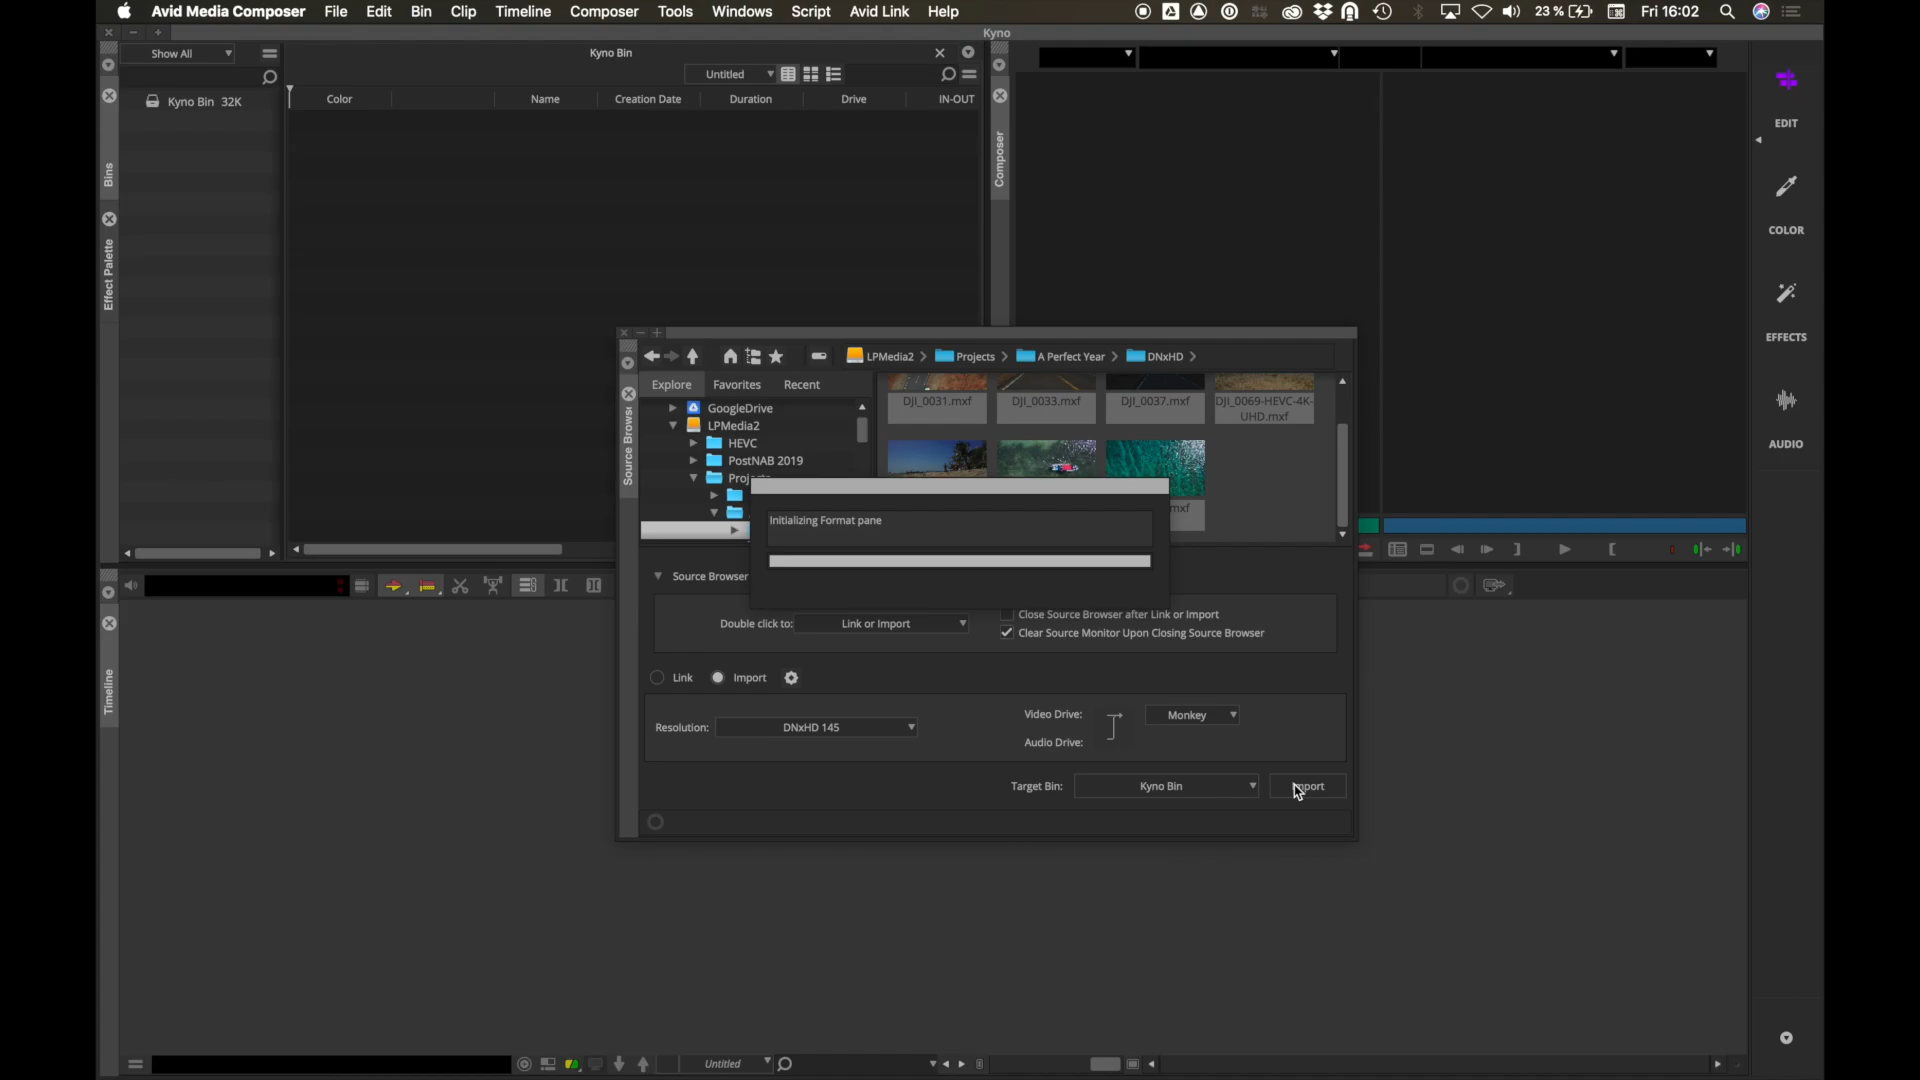 Avid Media Composer File Edit Bin Clip Timeline Composer Tools Windows Script Avid Link Help 23 % Fri 16:02
Kyno
Show All
Kyno Bin
Untitled
Kyno Bin 32K
Color Name Creation Date Duration Drive IN-OUT
Bins
Effect Palette
Composer
EDIT
COLOR
EFFECTS
AUDIO
LPMedia2 Projects A Perfect Year DNxHD
Explore Favorites Recent
GoogleDrive
LPMedia2
HEVC
PostNAB 2019
Source Brows
DJI_0031.mxf DJI_0033.mxf DJI_0037.mxf DJI_0069-HEVC-4K-
UHD.mxf
mxf
Initializing Format pane
Source Browser
Double click to: Link or Import
Close Source Browser after Link or Import
Clear Source Monitor Upon Closing Source Browser
Link Import
Resolution: DNxHD 145
Video Drive: Monkey
Audio Drive:
Target Bin: Kyno Bin
Timeline
Untitled